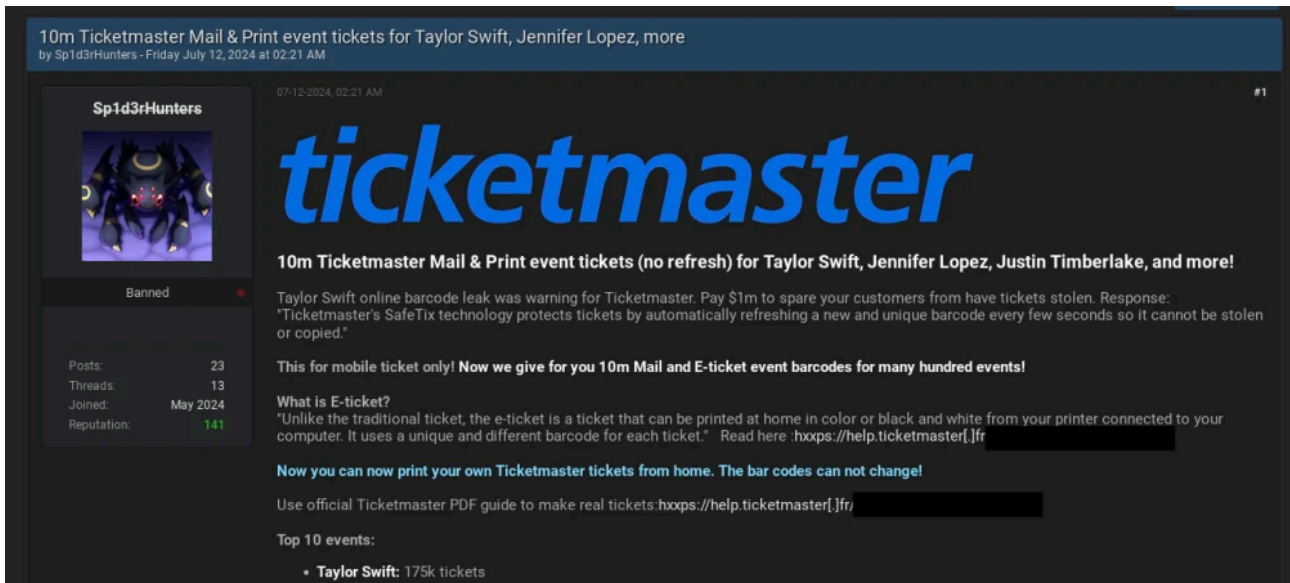 10m Ticketmaster Mail & Print event tickets for Taylor Swift, Jennifer Lopez, more
by Sp1d3rHunters - Friday July 12, 2024 at 02:21 AM
Sp1d3rHunters
Banned
Posts: 23
Threads: 13
Joined: May 2024
Reputation: 141
07-12-2024, 02:21 AM #1
ticketmaster
10m Ticketmaster Mail & Print event tickets (no refresh) for Taylor Swift, Jennifer Lopez, Justin Timberlake, and more!
Taylor Swift online barcode leak was warning for Ticketmaster. Pay $1m to spare your customers from have tickets stolen. Response:
"Ticketmaster's SafeTix technology protects tickets by automatically refreshing a new and unique barcode every few seconds so it cannot be stolen
or copied."
This for mobile ticket only! Now we give for you 10m Mail and E-ticket event barcodes for many hundred events!
What is E-ticket?
"Unlike the traditional ticket, the e-ticket is a ticket that can be printed at home in color or black and white from your printer connected to your
computer. It uses a unique and different barcode for each ticket." Read here :hxxps://help.ticketmaster[.]fr
Now you can now print your own Ticketmaster tickets from home. The bar codes can not change!
Use official Ticketmaster PDF guide to make real tickets:hxxps://help.ticketmaster[.]fr/
Top 10 events:
• Taylor Swift: 175k tickets